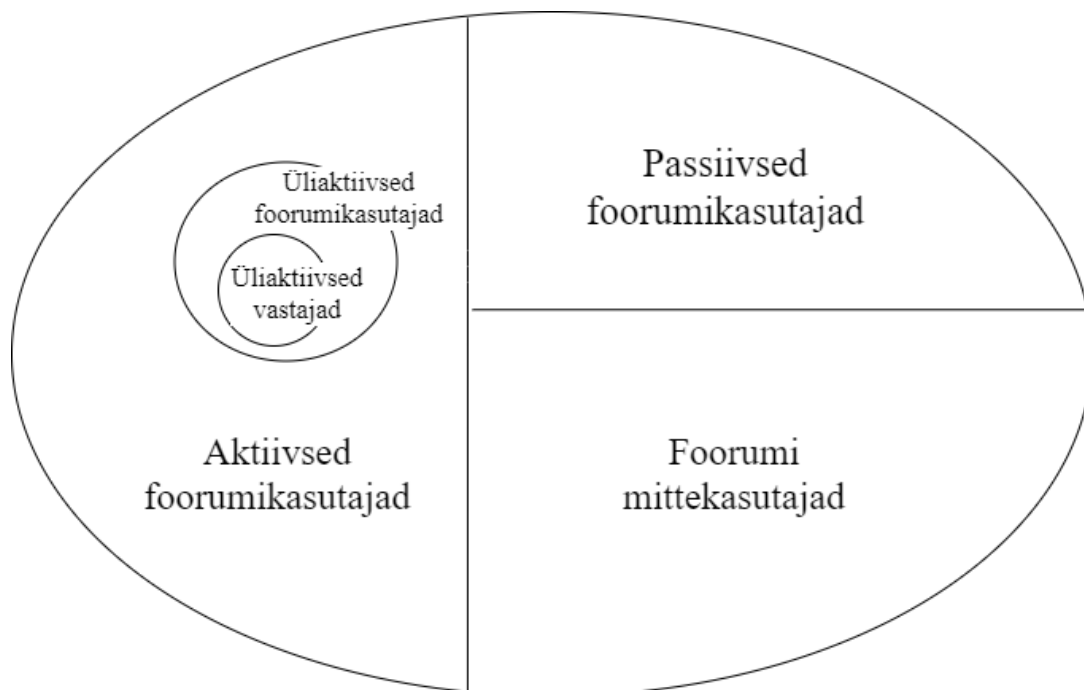 Passiivsed
foorumikasutajad
Üliaktiivsed
foorumikasutajad
Üliaktiivsed
vastajad
Aktiivsed
foorumikasutajad
Foorumi
mittekasutajad